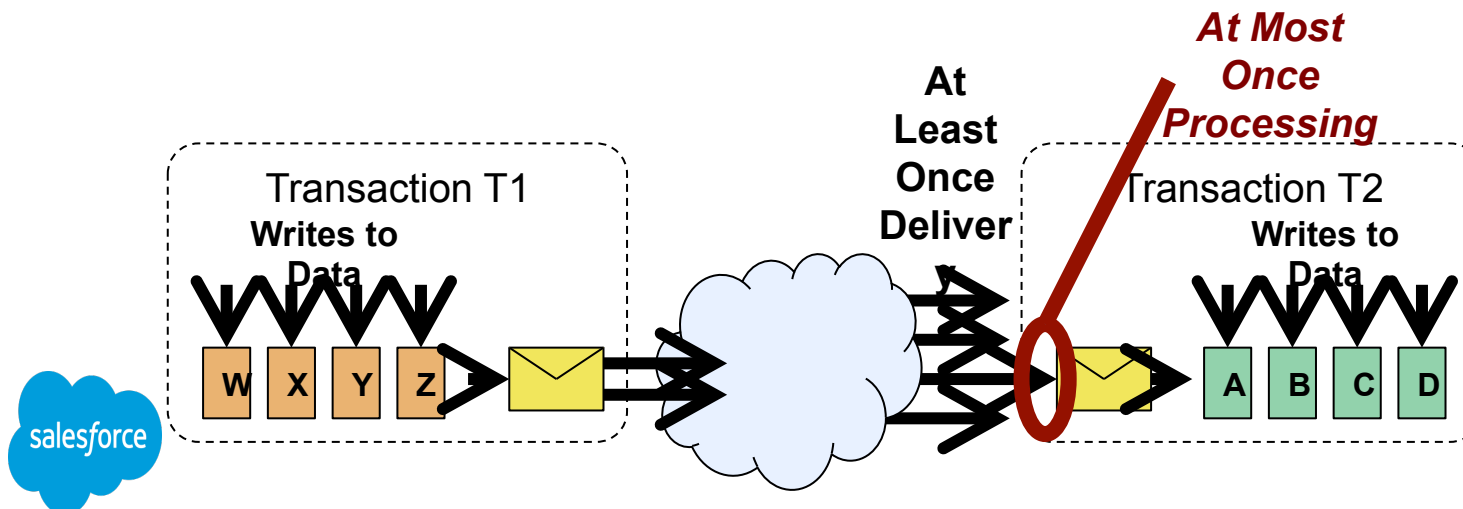 At Most
Once
Processing
At
Least
Once
Deliver
y
Transaction T1
Writes to
Data
W X Y Z
Transaction T2
Writes to
Data
A B C D
salesforce